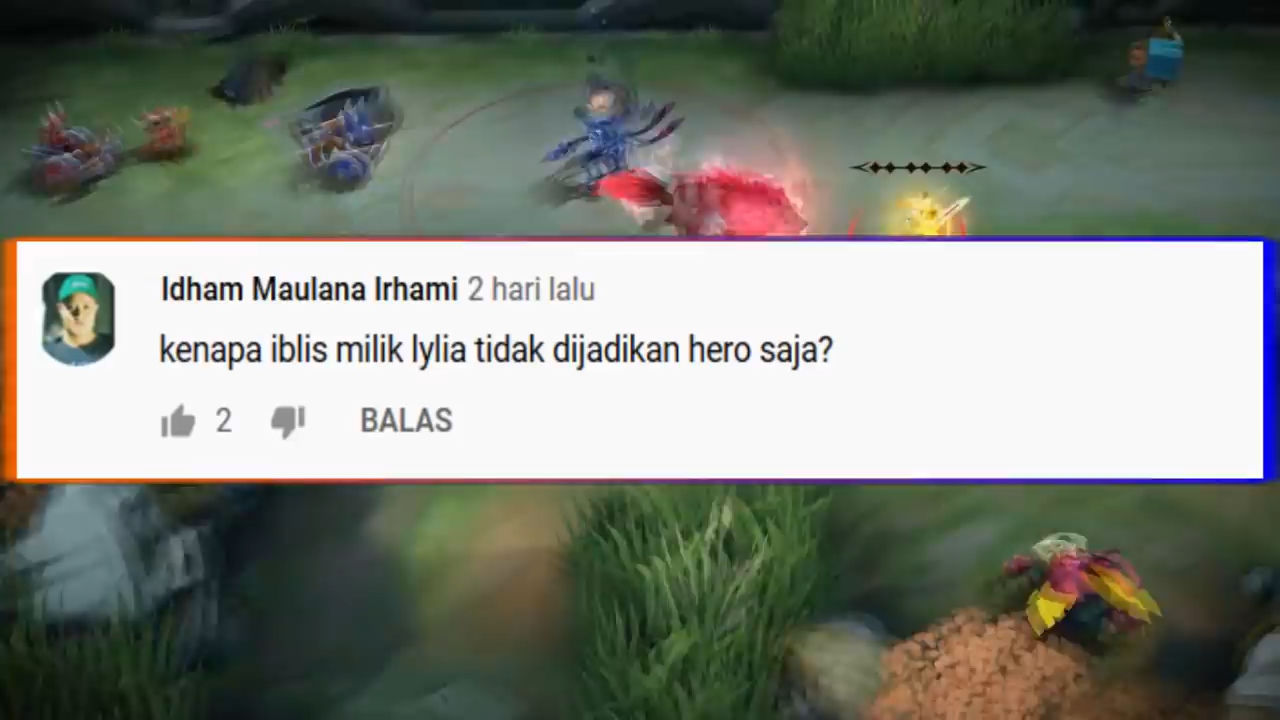 Idham Maulana Irhami 2 hari lalu
kenapa iblis milik lylia tidak dijadikan hero saja?
2 BALAS